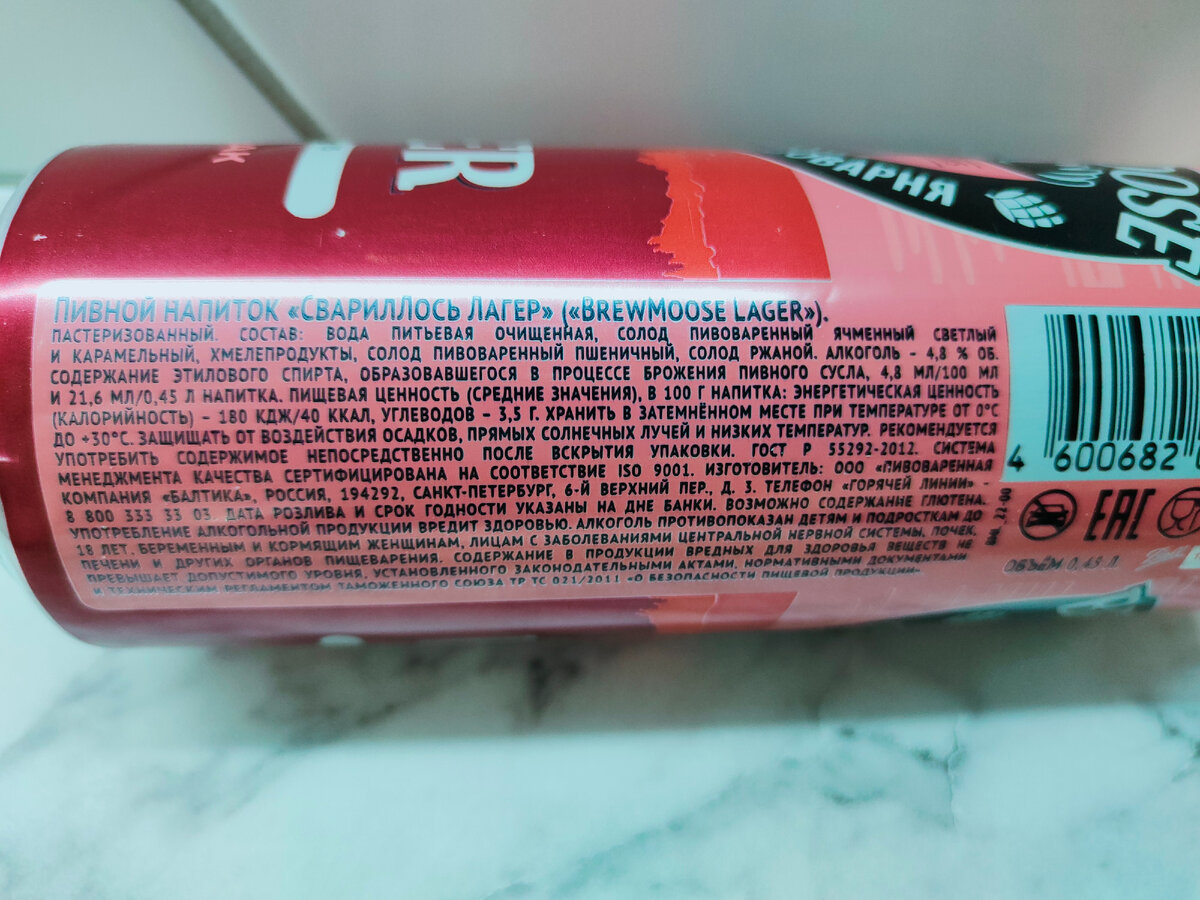 ER
ОВАРНЯ
OOSE
ПИВНОЙ НАПИТОК «СВАРИЛЛОСЬ ЛАГЕР» («BREWMOOSE LAGER»).
ПАСТЕРИЗОВАННЫЙ. СОСТАВ: ВОДА ПИТЬЕВАЯ ОЧИЩЕННАЯ, СОЛОД ПИВОВАРЕННЫЙ ЯЧМЕННЫЙ СВЕТЛЫЙ
И КАРАМЕЛЬНЫЙ, ХМЕЛЕПРОДУКТЫ, СОЛОД ПИВОВАРЕННЫЙ ПШЕНИЧНЫЙ, СОЛОД РЖАНОЙ. АЛКОГОЛЬ - 4,8 % ОБ.
СОДЕРЖАНИЕ ЭТИЛОВОГО СПИРТА, ОБРАЗОВАВШЕГОСЯ В ПРОЦЕССЕ БРОЖЕНИЯ ПИВНОГО СУСЛА, 4,8 МЛ/100 МЛ
И 21,6 МЛ/0,45 Л НАПИТКА. ПИЩЕВАЯ ЦЕННОСТЬ (СРЕДНИЕ ЗНАЧЕНИЯ), В 100 Г НАПИТКА: ЭНЕРГЕТИЧЕСКАЯ ЦЕННОСТЬ
(КАЛОРИЙНОСТЬ) – 180 КДЖ/40 ККАЛ, УГЛЕВОДОВ – 3,5 Г. ХРАНИТЬ В ЗАТЕМНЁННОМ МЕСТЕ ПРИ ТЕМПЕРАТУРЕ ОТ 0°С
ДО +30°С. ЗАЩИЩАТЬ ОТ ВОЗДЕЙСТВИЯ ОСАДКОВ, ПРЯМЫХ СОЛНЕЧНЫХ ЛУЧЕЙ И НИЗКИХ ТЕМПЕРАТУР. РЕКОМЕНДУЕТСЯ
УПОТРЕБИТЬ СОДЕРЖИМОЕ НЕПОСРЕДСТВЕННО ПОСЛЕ ВСКРЫТИЯ УПАКОВКИ. ГОСТ Р 55292-2012. СИСТЕМА
МЕНЕДЖМЕНТА КАЧЕСТВА СЕРТИФИЦИРОВАНА НА СООТВЕТСТВИЕ ISO 9001. ИЗГОТОВИТЕЛЬ: ООО «ПИВОВАРЕННАЯ
КОМПАНИЯ «БАЛТИКА», РОССИЯ, 194292, САНКТ-ПЕТЕРБУРГ, 6-Й ВЕРХНИЙ ПЕР., Д. 3. ТЕЛЕФОН «ГОРЯЧЕЙ ЛИНИИ» -
8 800 333 33 03. ДАТА РОЗЛИВА И СРОК ГОДНОСТИ УКАЗАНЫ НА ДНЕ БАНКИ. ВОЗМОЖНО СОДЕРЖАНИЕ ГЛЮТЕНА.
УПОТРЕБЛЕНИЕ АЛКОГОЛЬНОЙ ПРОДУКЦИИ ВРЕДИТ ЗДОРОВЬЮ. АЛКОГОЛЬ ПРОТИВОПОКАЗАН ДЕТЯМ И ПОДРОСТКАМ ДО
18 ЛЕТ, БЕРЕМЕННЫМ И КОРМЯЩИМ ЖЕНЩИНАМ, ЛИЦАМ С ЗАБОЛЕВАНИЯМИ ЦЕНТРАЛЬНОЙ НЕРВНОЙ СИСТЕМЫ, ПОЧЕК,
ПЕЧЕНИ И ДРУГИХ ОРГАНОВ ПИЩЕВАРЕНИЯ. СОДЕРЖАНИЕ В ПРОДУКЦИИ ВРЕДНЫХ ДЛЯ ЗДОРОВЬЯ ВЕЩЕСТВ НЕ
ПРЕВЫШАЕТ ДОПУСТИМОГО УРОВНЯ, УСТАНОВЛЕННОГО ЗАКОНОДАТЕЛЬНЫМИ АКТАМИ, НОРМАТИВНЫМИ ДОКУМЕНТАМИ
И ТЕХНИЧЕСКИМ РЕГЛАМЕНТОМ ТАМОЖЕННОГО СОЮЗА ТР ТС 021/2011 «О БЕЗОПАСНОСТИ ПИЩЕВОЙ ПРОДУКЦИИ».
4 600682
EAC
ОБЪЁМ 0,45 Л.